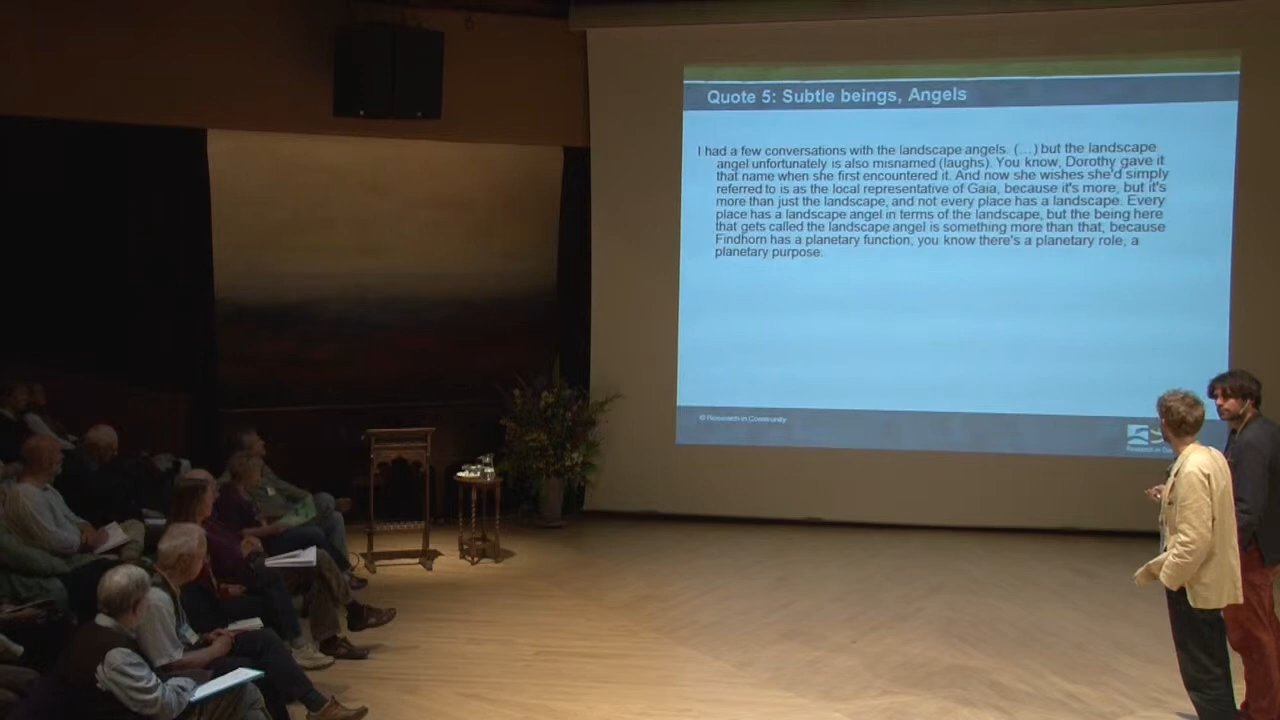 Quote 5: Subtle beings, Angels
I had a few conversations with the landscape angels. (...) but the landscape
angel unfortunately is also misnamed (laughs). You know, Dorothy gave it
that name when she first encountered it. And now she wishes she'd simply
referred to is as the local representative of Gaia, because it's more, but it's
more than just the landscape, and not every place has a landscape. Every
place has a landscape angel in terms of the landscape, but the being here
that gets called the landscape angel is something more than that, because
Findhorn has a planetary function, you know there's a planetary role, a
planetary purpose.
© Research in Community
Research in